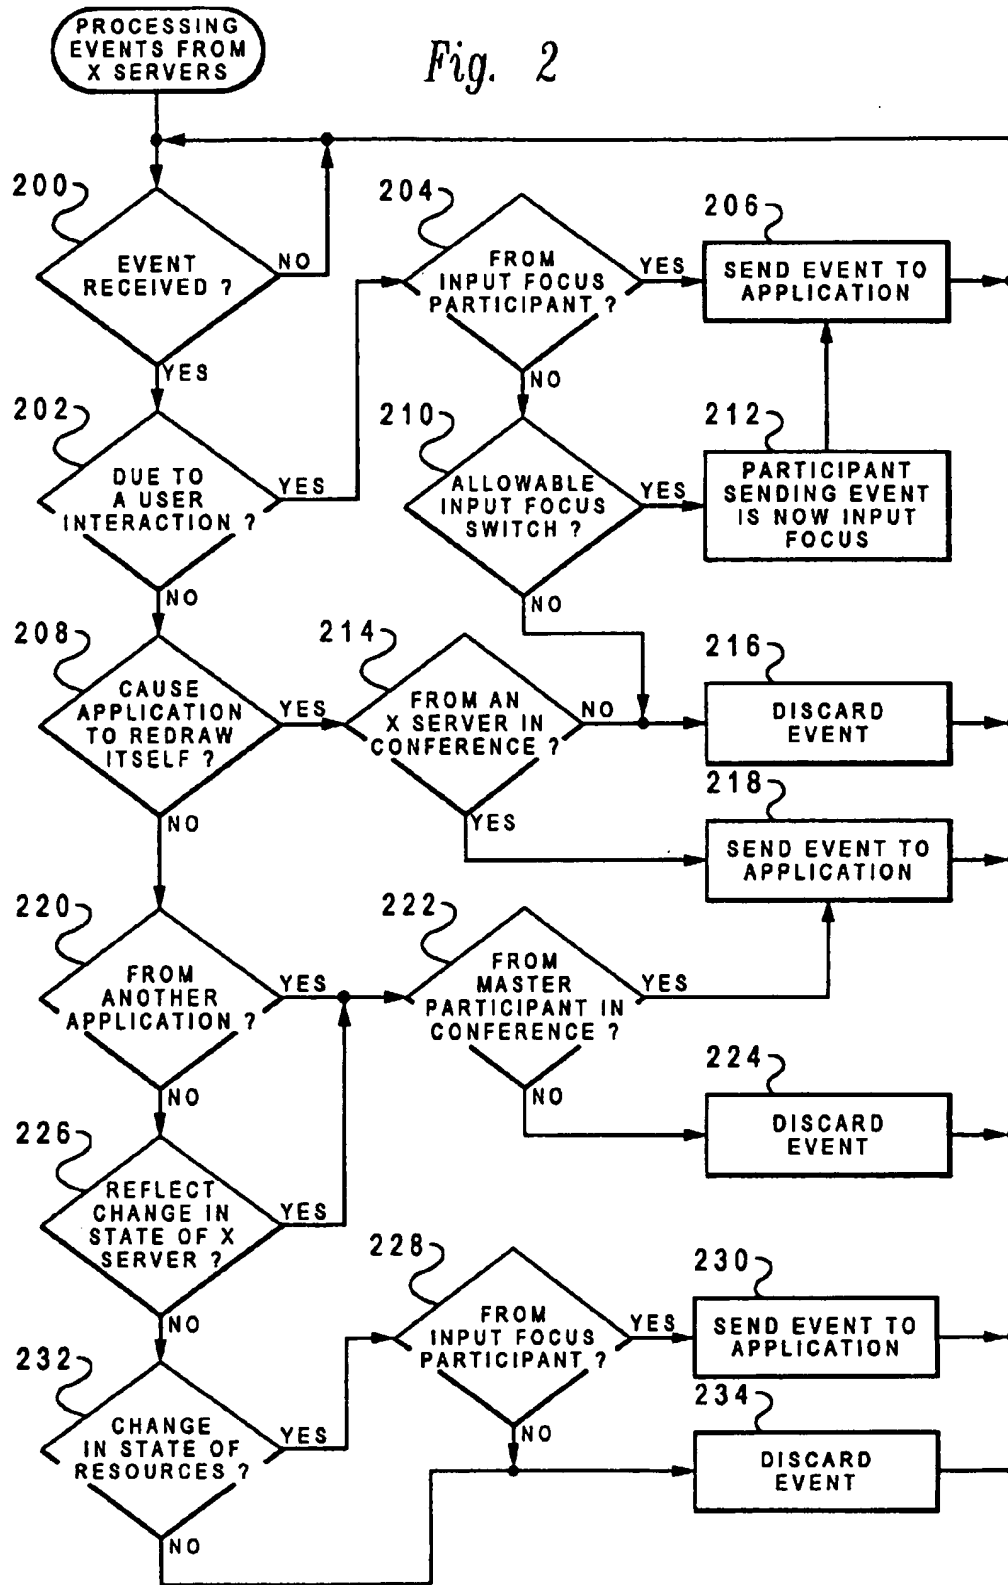 PROCESSING
EVENTS FROM
X SERVERS
Fig. 2
200
EVENT
RECEIVED ?
NO
YES
204
FROM
INPUT FOCUS
PARTICIPANT ?
YES
NO
206
SEND EVENT TO
APPLICATION
202
DUE TO
A USER
INTERACTION ?
YES
NO
210
ALLOWABLE
INPUT FOCUS
SWITCH ?
YES
NO
212
PARTICIPANT
SENDING EVENT
IS NOW INPUT
FOCUS
208
CAUSE
APPLICATION
TO REDRAW
ITSELF ?
YES
NO
214
FROM AN
X SERVER IN
CONFERENCE ?
NO
YES
216
DISCARD
EVENT
218
SEND EVENT TO
APPLICATION
220
FROM
ANOTHER
APPLICATION ?
YES
NO
222
FROM
MASTER
PARTICIPANT IN
CONFERENCE ?
YES
NO
224
DISCARD
EVENT
226
REFLECT
CHANGE IN
STATE OF X
SERVER ?
YES
NO
228
FROM
INPUT FOCUS
PARTICIPANT ?
YES
NO
230
SEND EVENT TO
APPLICATION
232
CHANGE
IN STATE OF
RESOURCES ?
YES
NO
234
DISCARD
EVENT